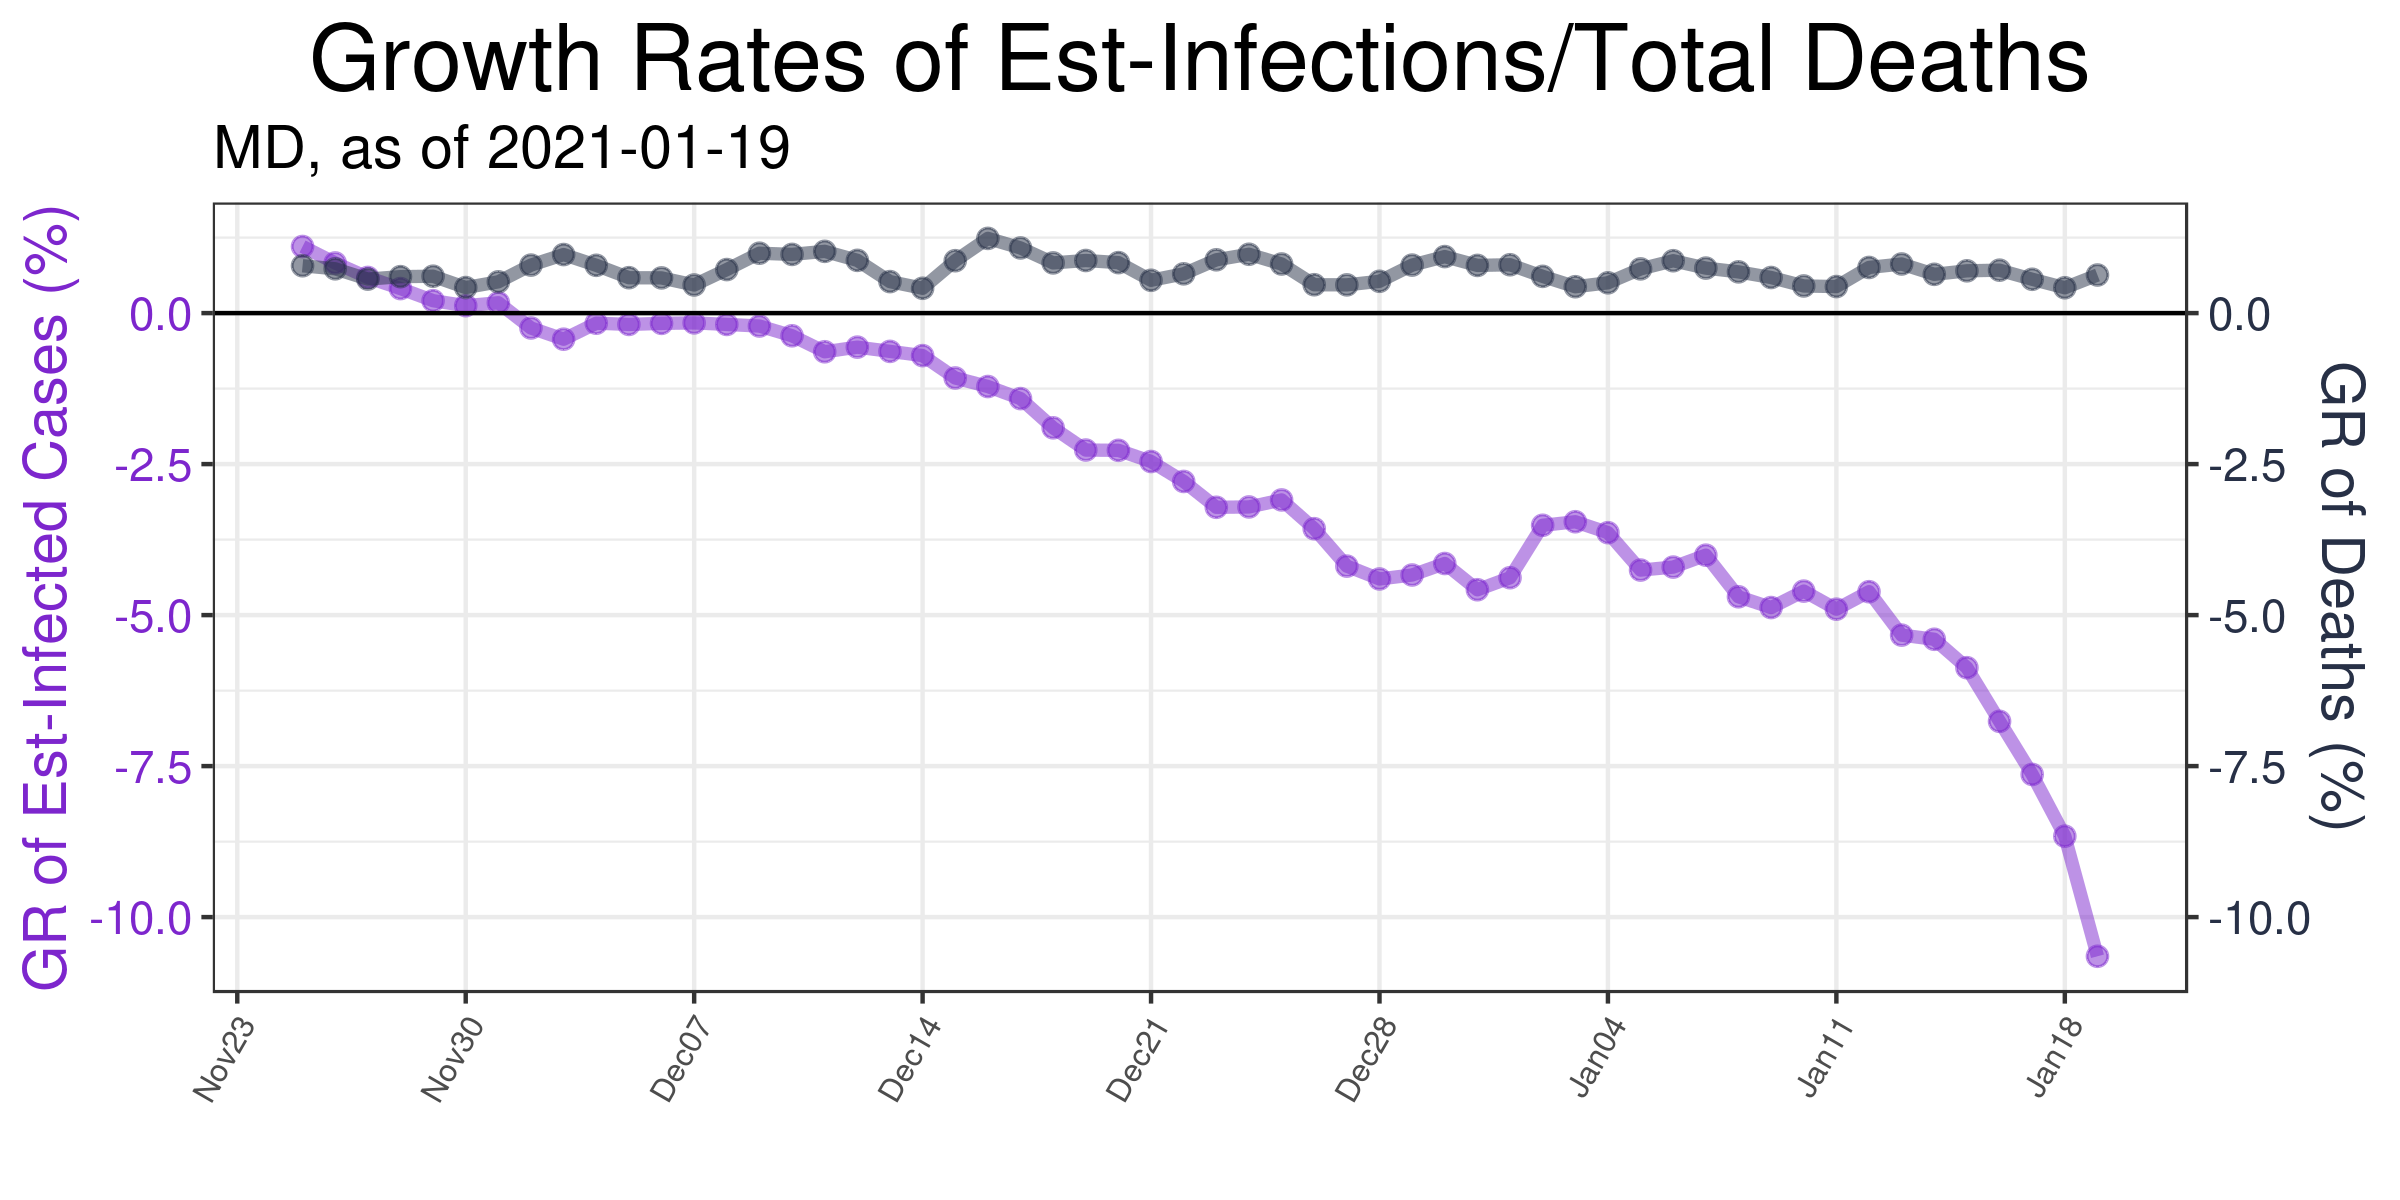 Growth Rates of Est-Infections/Total Deaths
MD, as of 2021-01-19
GR of Est-Infected Cases (%)
0.0
-2.5
-5.0
-7.5
-10.0
0.0
-2.5
-5.0
-7.5
-10.0
GR of Deaths (%)
Nov23
Nov30
Dec07
Dec14
Dec21
Dec28
Jan04
Jan11
Jan18